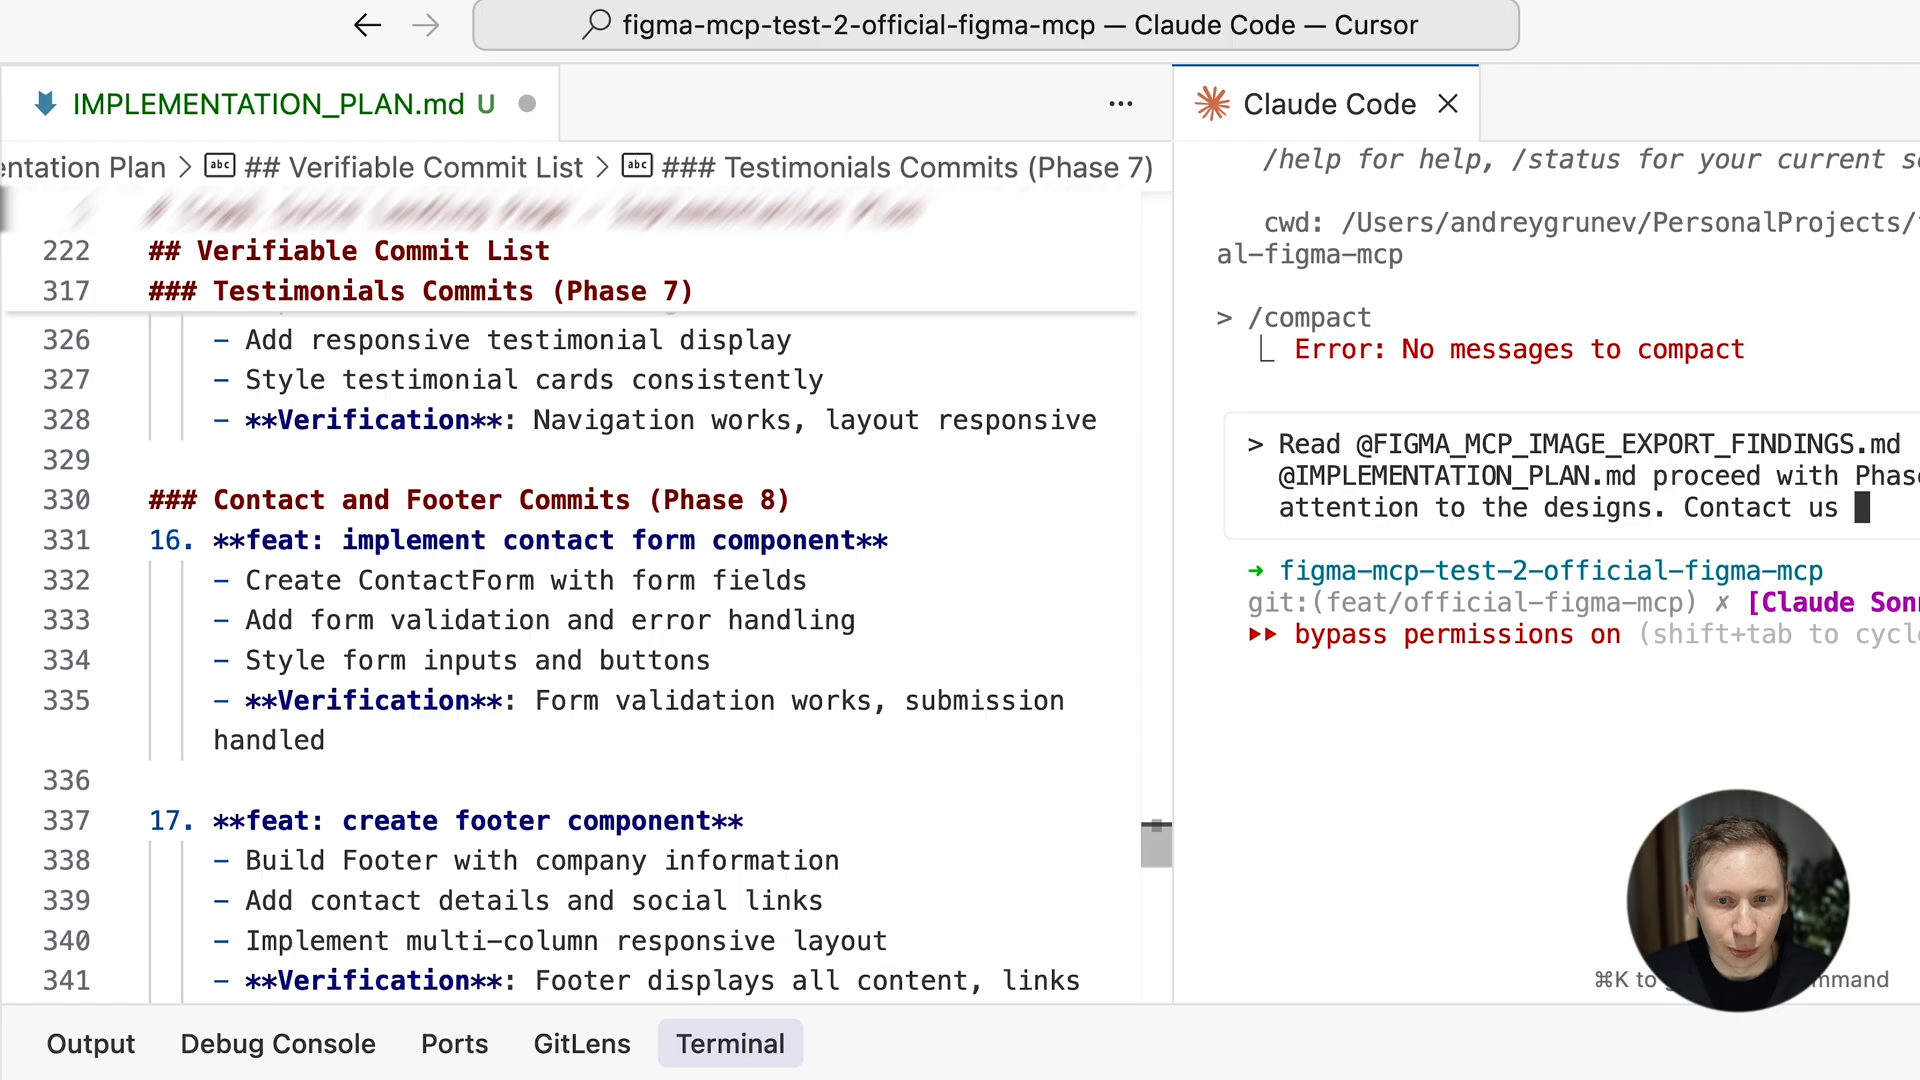 figma-mcp-test-2-official-figma-mcp — Claude Code — Cursor
IMPLEMENTATION_PLAN.md U
entation Plan > ## Verifiable Commit List > ### Testimonials Commits (Phase 7)
222 ## Verifiable Commit List
317 ### Testimonials Commits (Phase 7)
326 - Add responsive testimonial display
327 - Style testimonial cards consistently
328 - **Verification**: Navigation works, layout responsive
329
330 ### Contact and Footer Commits (Phase 8)
331 16. **feat: implement contact form component**
332 - Create ContactForm with form fields
333 - Add form validation and error handling
334 - Style form inputs and buttons
335 - **Verification**: Form validation works, submission
handled
336
337 17. **feat: create footer component**
338 - Build Footer with company information
339 - Add contact details and social links
340 - Implement multi-column responsive layout
341 - **Verification**: Footer displays all content, links
Claude Code
/help for help, /status for your current
cwd: /Users/andreygrunev/PersonalProjects/
al-figma-mcp
> /compact
Error: No messages to compact
> Read @FIGMA_MCP_IMAGE_EXPORT_FINDINGS.md
@IMPLEMENTATION_PLAN.md proceed with Phas
attention to the designs. Contact us
→ figma-mcp-test-2-official-figma-mcp
git:(feat/official-figma-mcp) ✗ [Claude Son
▶▶ bypass permissions on (shift+tab to cycl
⌘K to
Output Debug Console Ports GitLens Terminal